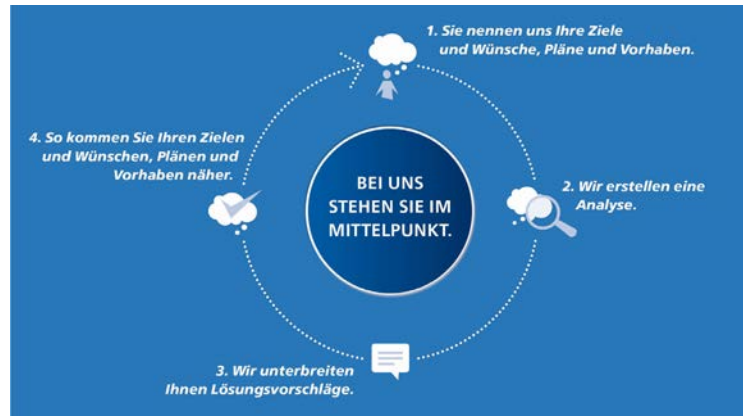 1. Sie nennen uns Ihre Ziele
und Wünsche, Pläne und Vorhaben.
2. Wir erstellen eine
Analyse.
3. Wir unterbreiten
Ihnen Lösungsvorschläge.
4. So kommen Sie Ihren Zielen
und Wünschen, Plänen und
Vorhaben näher.
BEI UNS
STEHEN SIE IM
MITTELPUNKT.